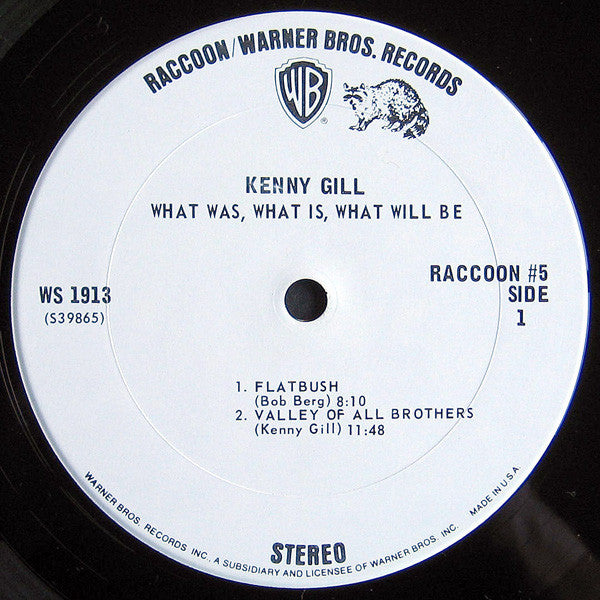 RACCOON/WARNER BROS. RECORDS
WB
®
KENNY GILL
WHAT WAS, WHAT IS, WHAT WILL BE
RACCOON #5
WS 1913
SIDE
(S39865)
1
1. FLATBUSH
(Bob Berg) 8:10
2. VALLEY OF ALL BROTHERS
(Kenny Gill) 11:48
STEREO
WARNER BROS. RECORDS INC., A SUBSIDIARY AND LICENSEE OF WARNER BROS. INC.
MADE IN U.S.A.